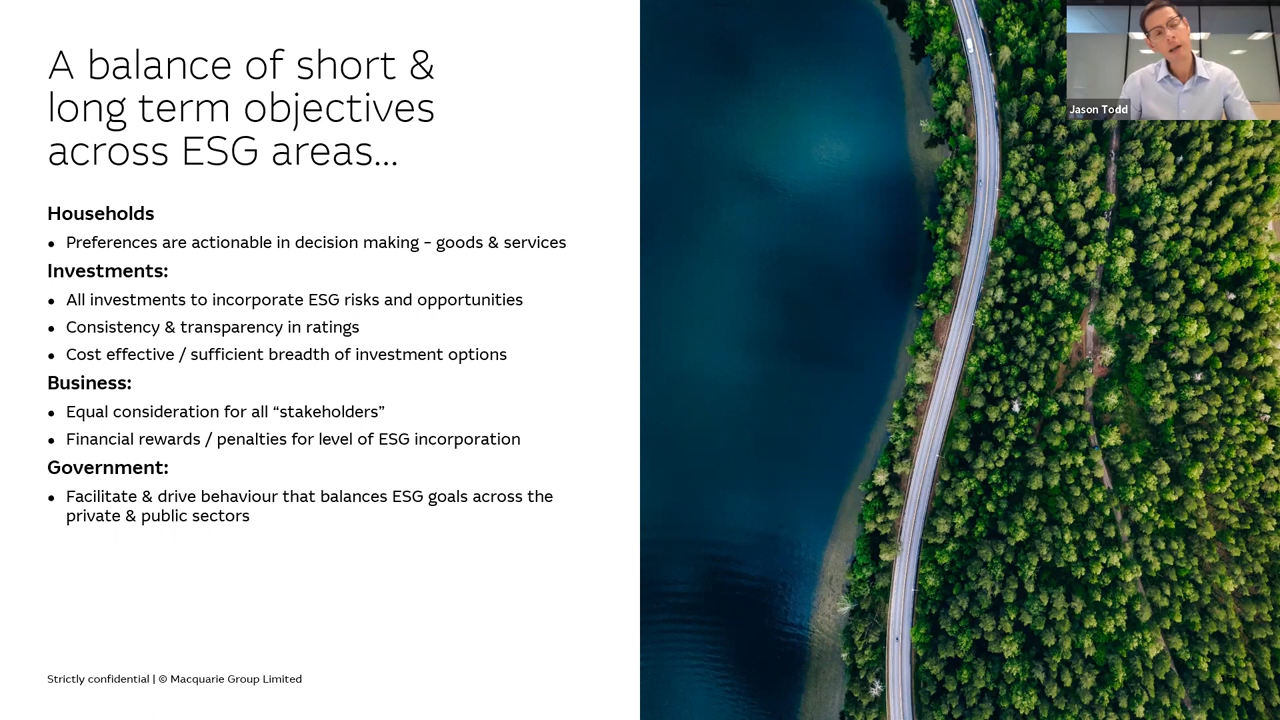 A balance of short &
long term objectives
across ESG areas...
Households
• Preferences are actionable in decision making – goods & services
Investments:
• All investments to incorporate ESG risks and opportunities
• Consistency & transparency in ratings
• Cost effective / sufficient breadth of investment options
Business:
• Equal consideration for all “stakeholders”
• Financial rewards / penalties for level of ESG incorporation
Government:
• Facilitate & drive behaviour that balances ESG goals across the
private & public sectors
Strictly confidential | © Macquarie Group Limited
Jason Todd